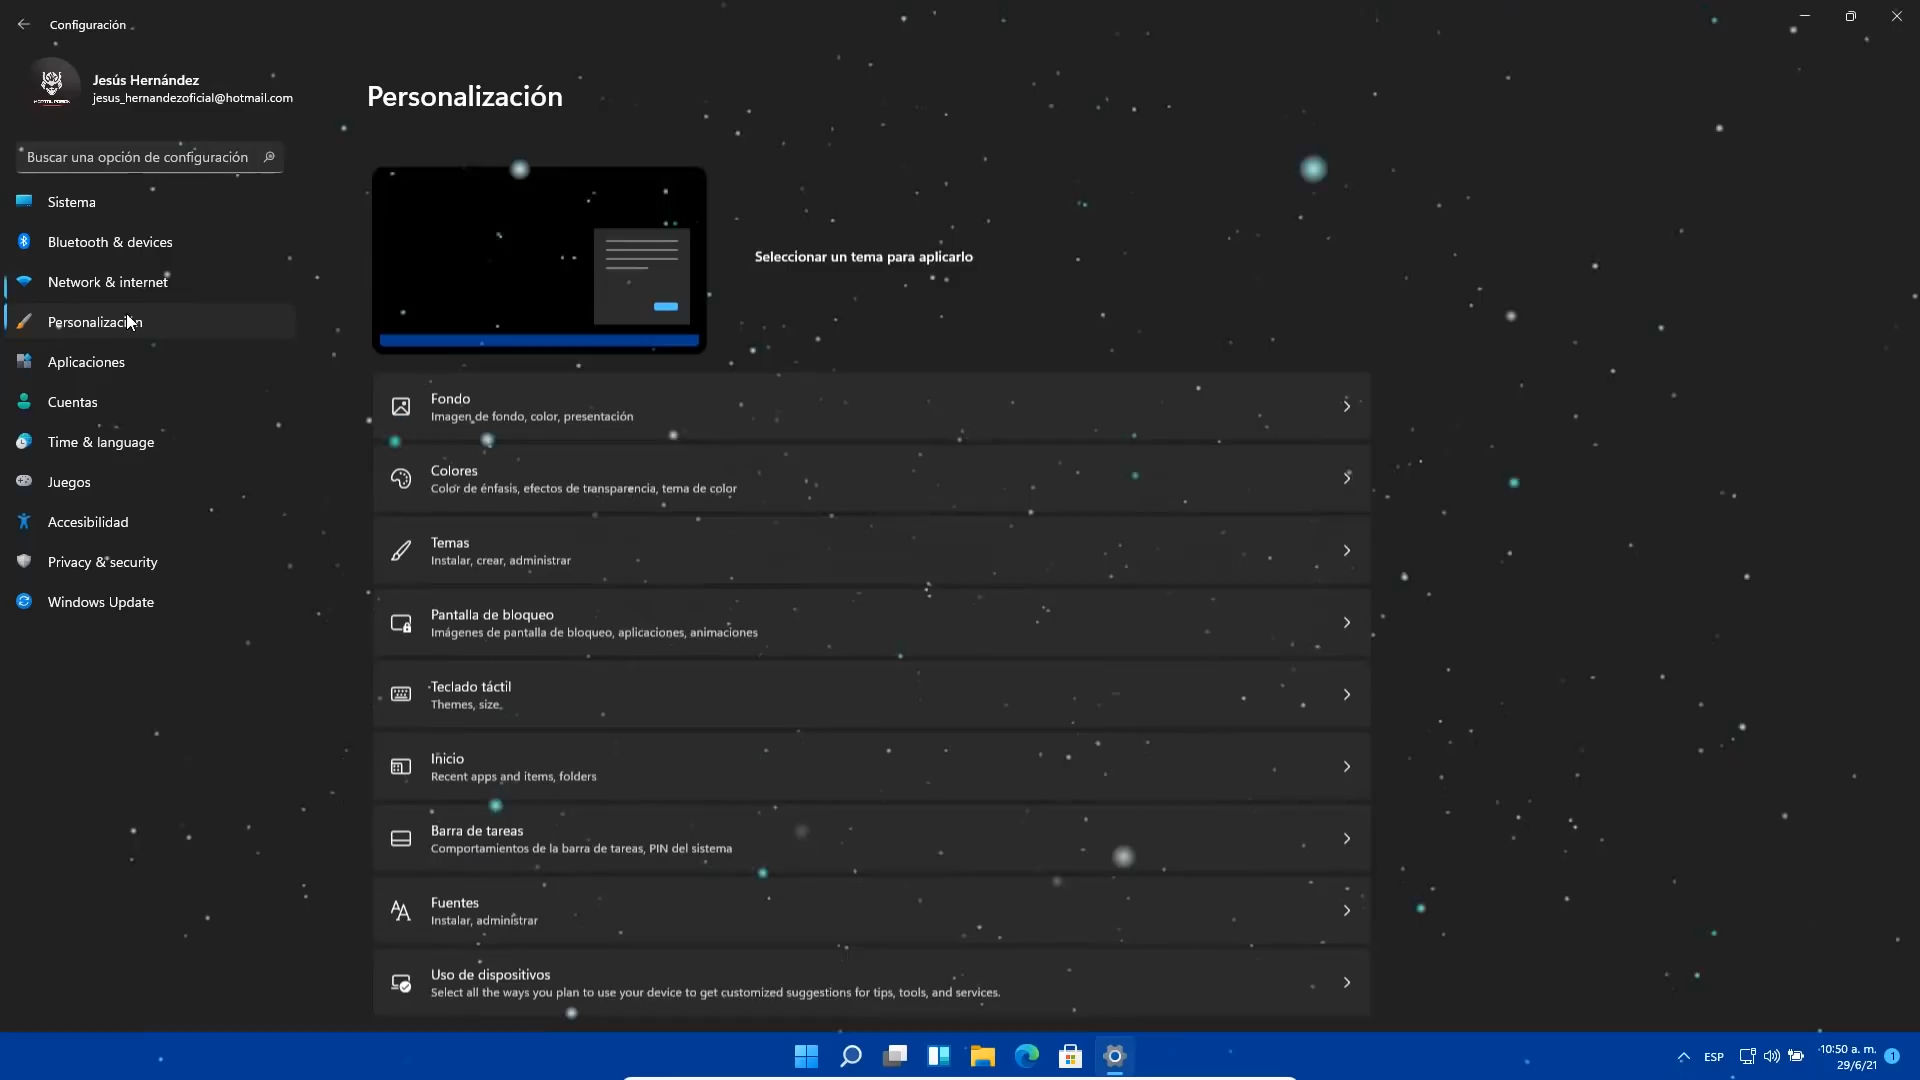 Configuración
Jesús Hernández
jesus_hernandezoficial@hotmail.com
Buscar una opción de configuración
Sistema
Bluetooth & devices
Network & internet
Personalización
Aplicaciones
Cuentas
Time & language
Juegos
Accesibilidad
Privacy & security
Windows Update
Personalización
Seleccionar un tema para aplicarlo
Fondo
Imagen de fondo, color, presentación
Colores
Color de énfasis, efectos de transparencia, tema de color
Temas
Instalar, crear, administrar
Pantalla de bloqueo
Imágenes de pantalla de bloqueo, aplicaciones, animaciones
Teclado táctil
Themes, size
Inicio
Recent apps and items, folders
Barra de tareas
Comportamientos de la barra de tareas, PIN del sistema
Fuentes
Instalar, administrar
Uso de dispositivos
Select all the ways you plan to use your device to get customized suggestions for tips, tools, and services.
ESP
10:50 a. m.
29/6/21
1